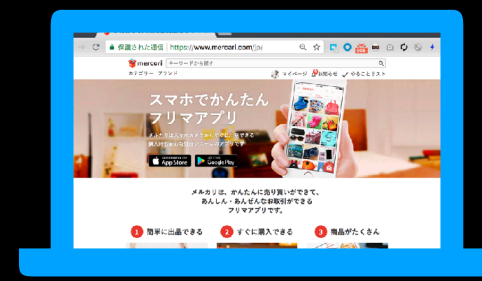 保護された通信 https://www.mercari.com/jp/
mercari キーワードから探す
カテゴリー ブランド マイページ お知らせ やることリスト
スマホでかんたん
フリマアプリ
App Store Google Play
メルカリは、かんたんに売り買いができて、
あんしん・あんぜんなお取引ができる
フリマアプリです。
1 簡単に出品できる 2 すぐに購入できる 3 商品がたくさん